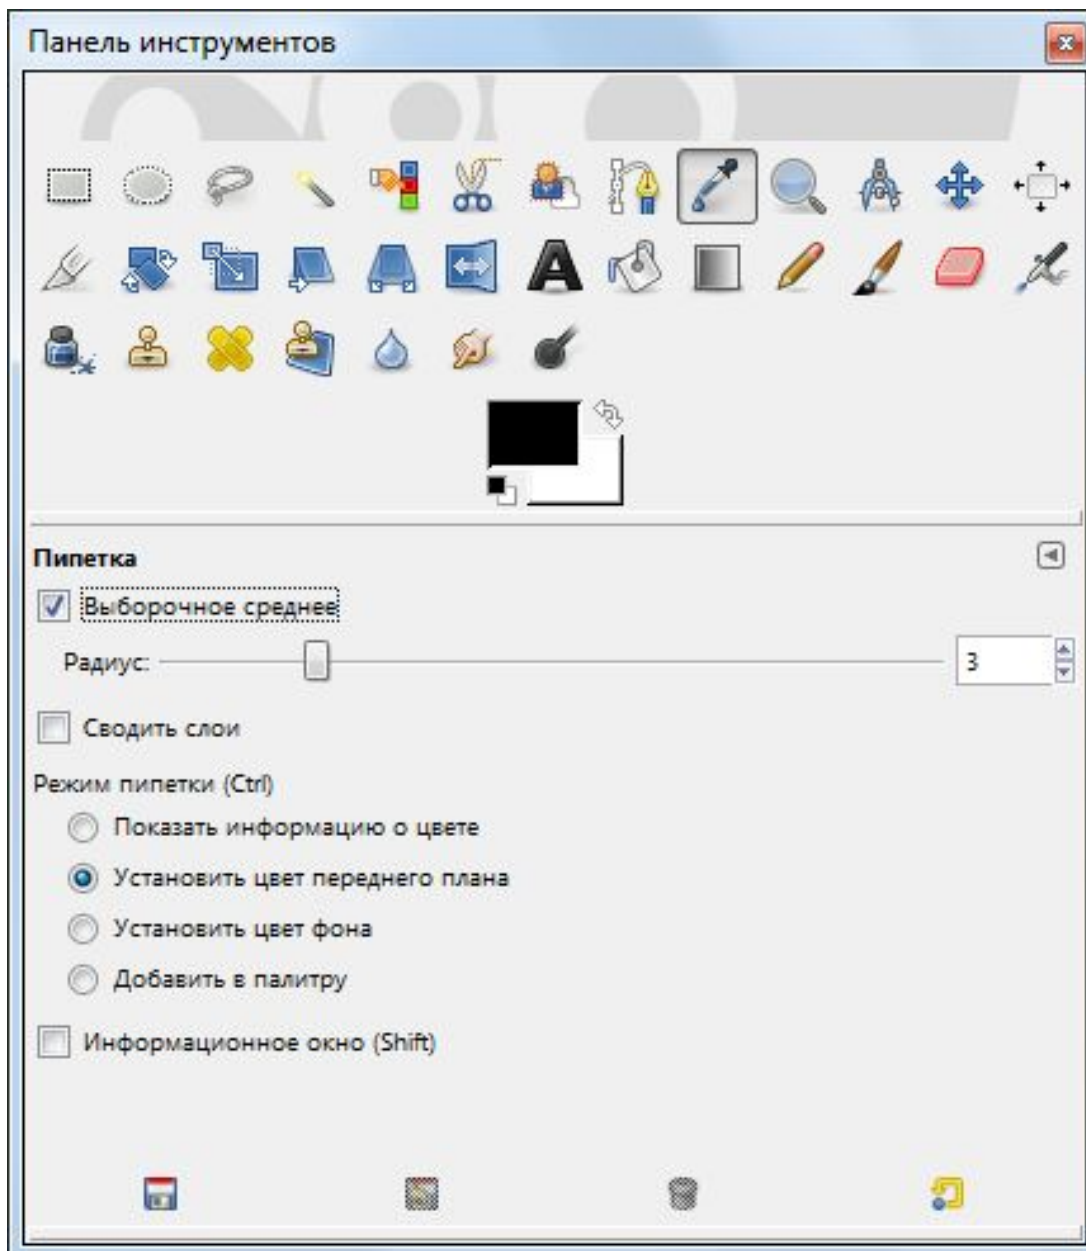 Панель инструментов
Пипетка
Выборочное среднее
Радиус:
3
Сводить слои
Режим пипетки (Ctrl)
Показать информацию о цвете
Установить цвет переднего плана
Установить цвет фона
Добавить в палитру
Информационное окно (Shift)